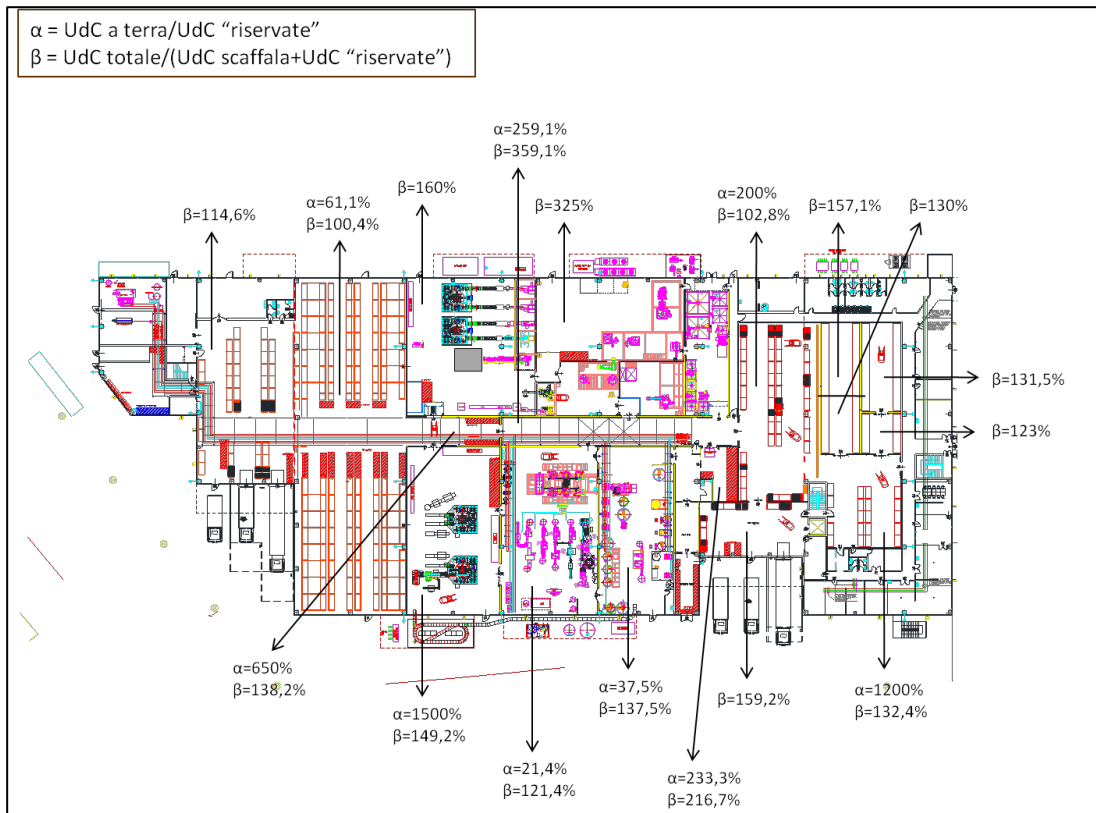 α = UdC a terra/UdC “riservate”
β = UdC totale/(UdC scaffala+UdC “riservate”)
α=259,1%
β=359,1%
β=160%
α=61,1%
β=100,4%
β=114,6%
β=325%
α=200%
β=102,8%
β=157,1%
β=130%
β=131,5%
β=123%
α=650%
β=138,2%
α=1500%
β=149,2%
α=21,4%
β=121,4%
α=37,5%
β=137,5%
α=233,3%
β=216,7%
β=159,2%
α=1200%
β=132,4%